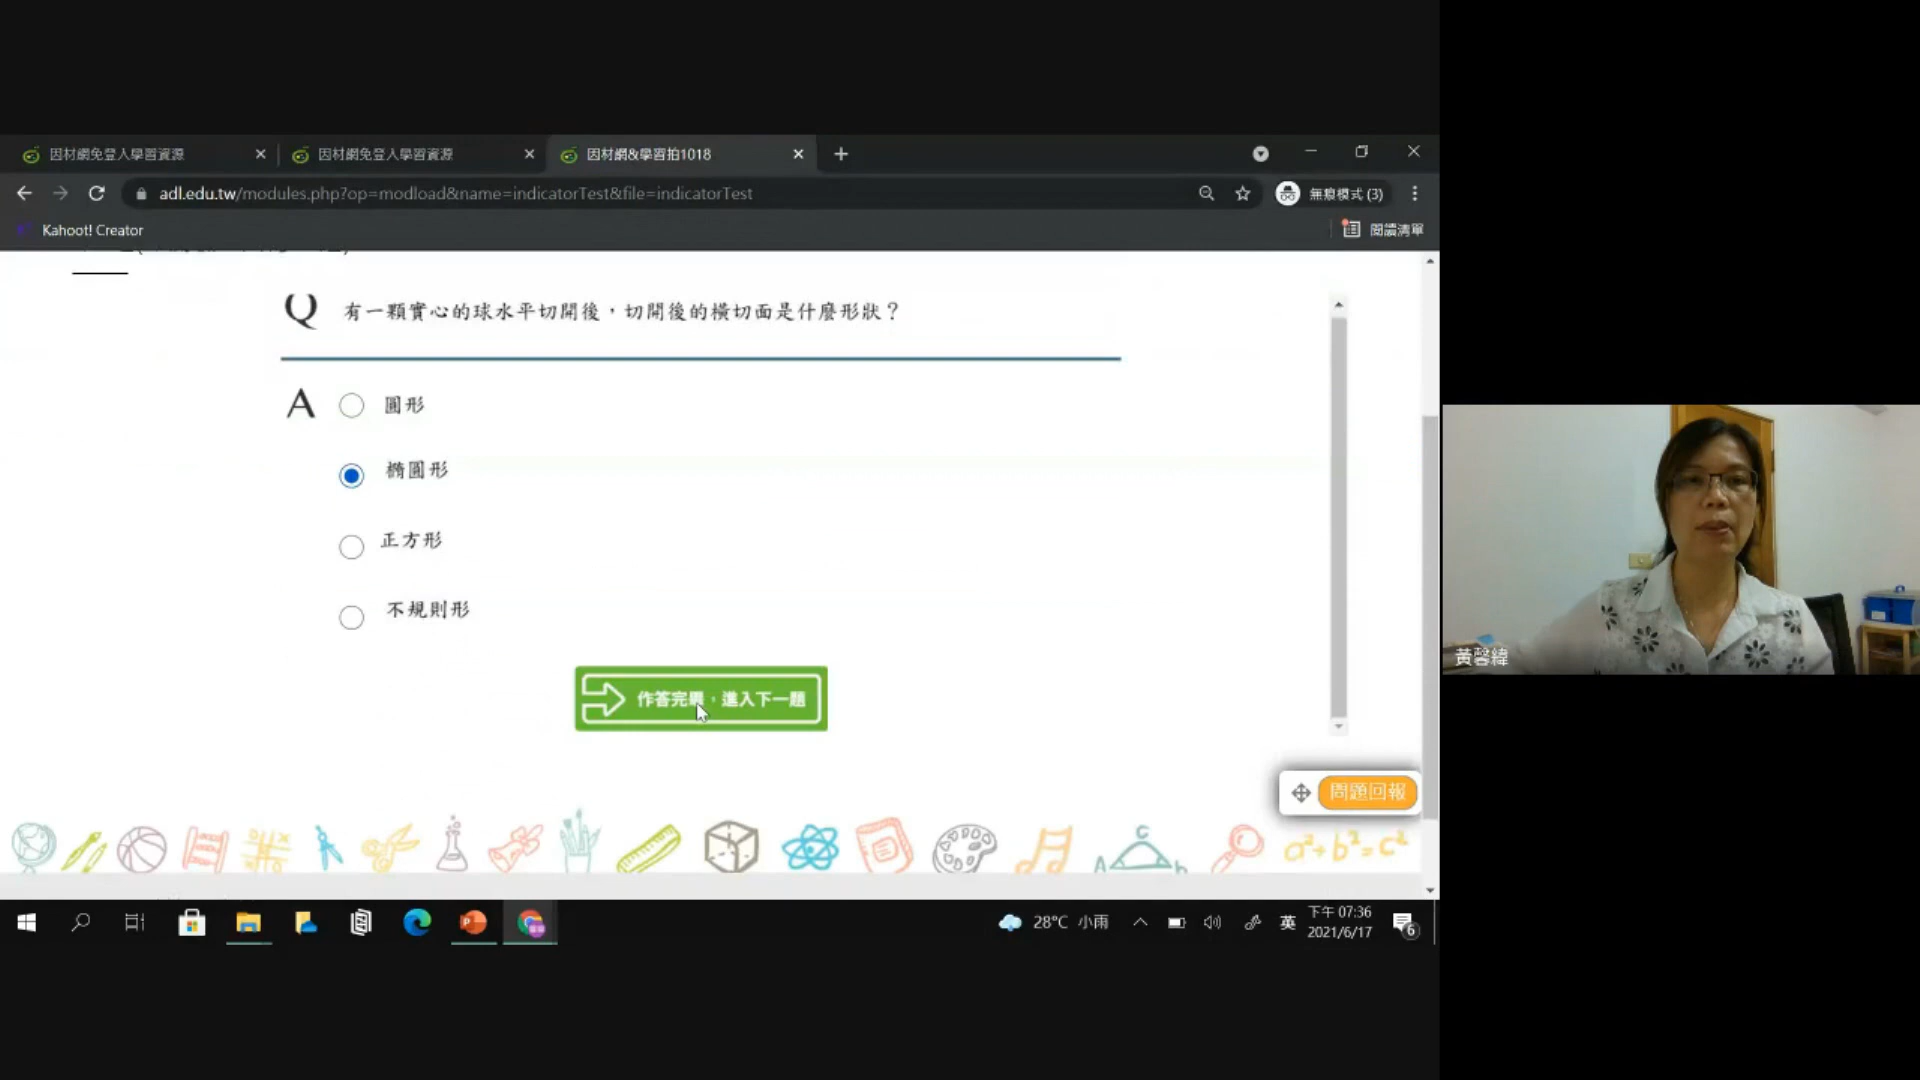 因材網免登入學習資源
因材網免登入學習資源
因材網&學習拍1018
adl.edu.tw/modules.php?op=modload&name=indicatorTest&file=indicatorTest
無痕模式 (3)
Kahoot! Creator
閱讀清單
Q 有一顆實心的球水平切開後，切開後的橫切面是什麼形狀？
A 圓形
橢圓形
正方形
不規則形
作答完畢，進入下一題
問題回報
黃馨緯
a²+b²=c²
C
A
b
28°C 小雨
英
下午 07:36
2021/6/17
6